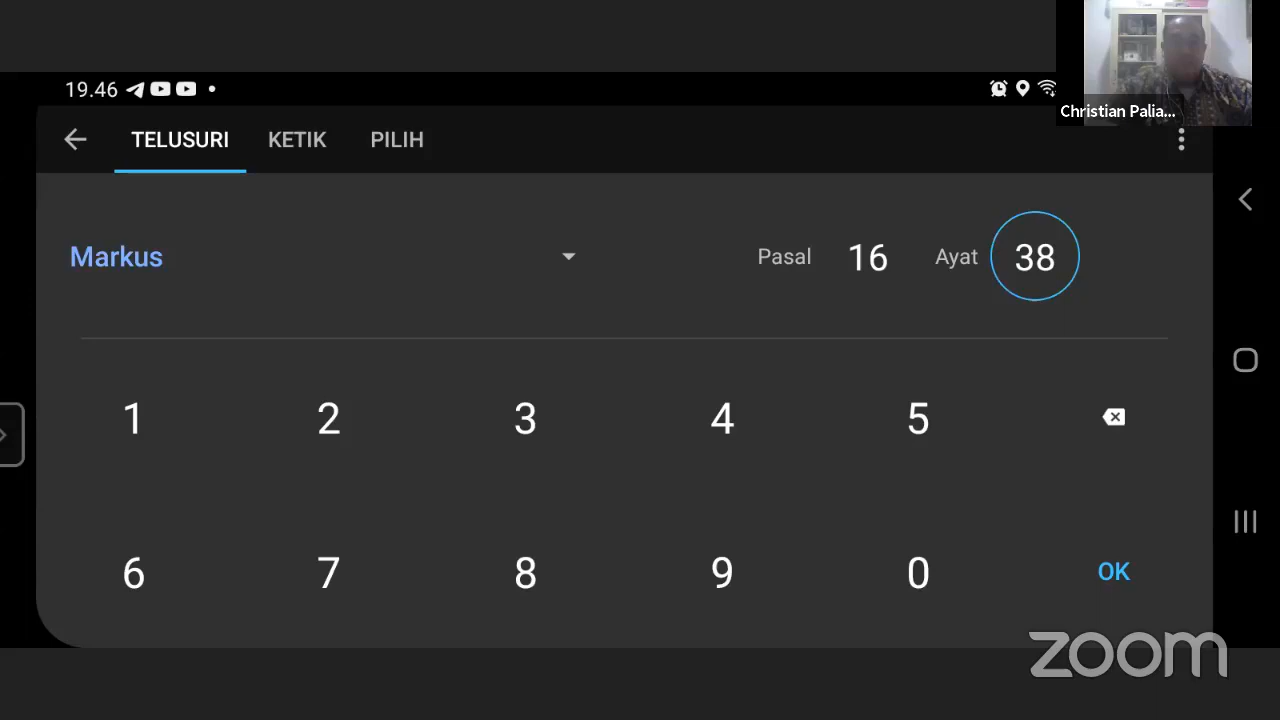 19.46
Christian Palia...
TELUSURI KETIK PILIH
Markus Pasal 16 Ayat 38
1 2 3 4 5
6 7 8 9 0 OK
zoom